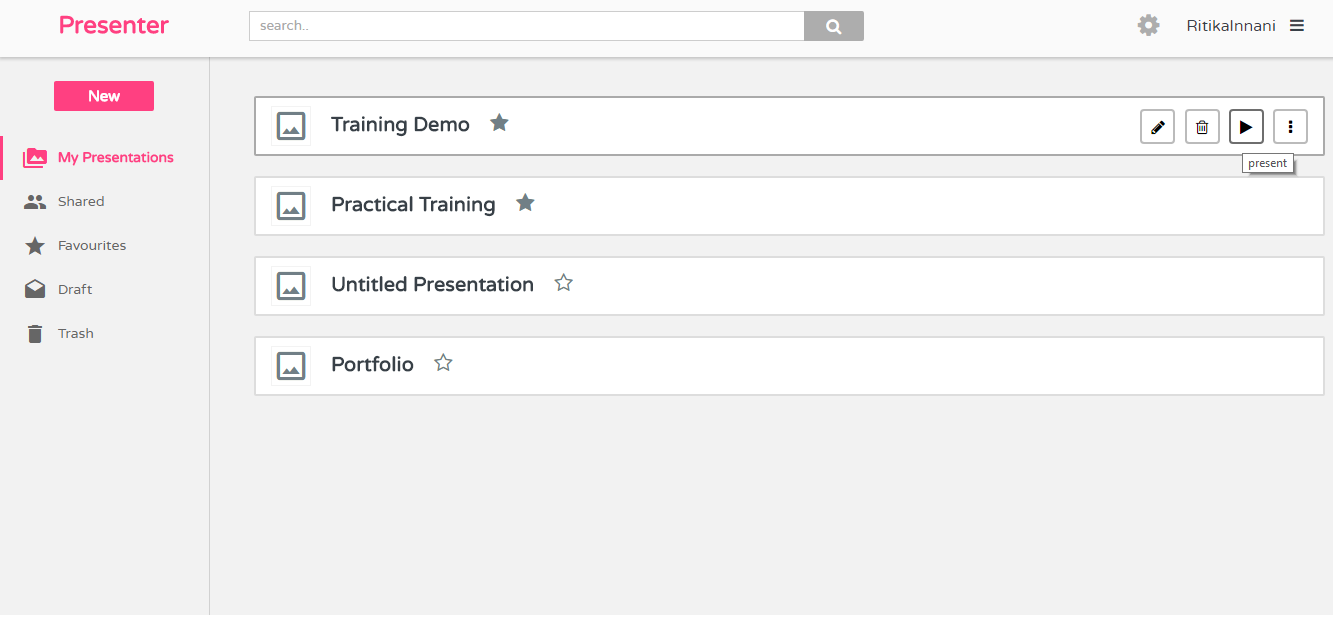 Presenter
search..
RitikaInnani
New
My Presentations
Shared
Favourites
Draft
Trash
Training Demo
present
Practical Training
Untitled Presentation
Portfolio